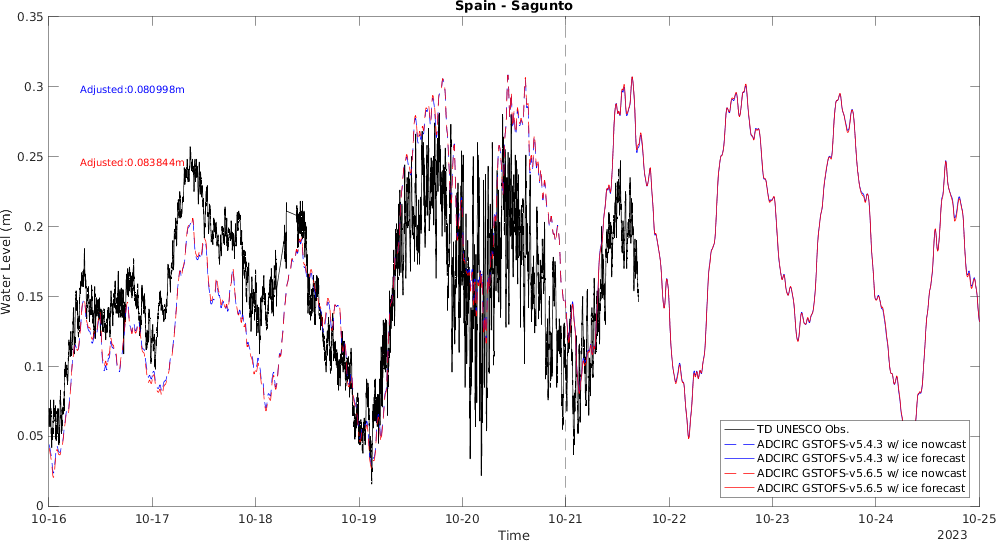 Spain - Sagunto
0.35
0.3
0.25
0.2
0.15
0.1
0.05
0
Water Level (m)
Adjusted:0.080998m
Adjusted:0.083844m
TD UNESCO Obs.
ADCIRC GSTOFS-v5.4.3 w/ ice nowcast
ADCIRC GSTOFS-v5.4.3 w/ ice forecast
ADCIRC GSTOFS-v5.6.5 w/ ice nowcast
ADCIRC GSTOFS-v5.6.5 w/ ice forecast
10-16 10-17 10-18 10-19 10-20 10-21 10-22 10-23 10-24 10-25
Time
2023